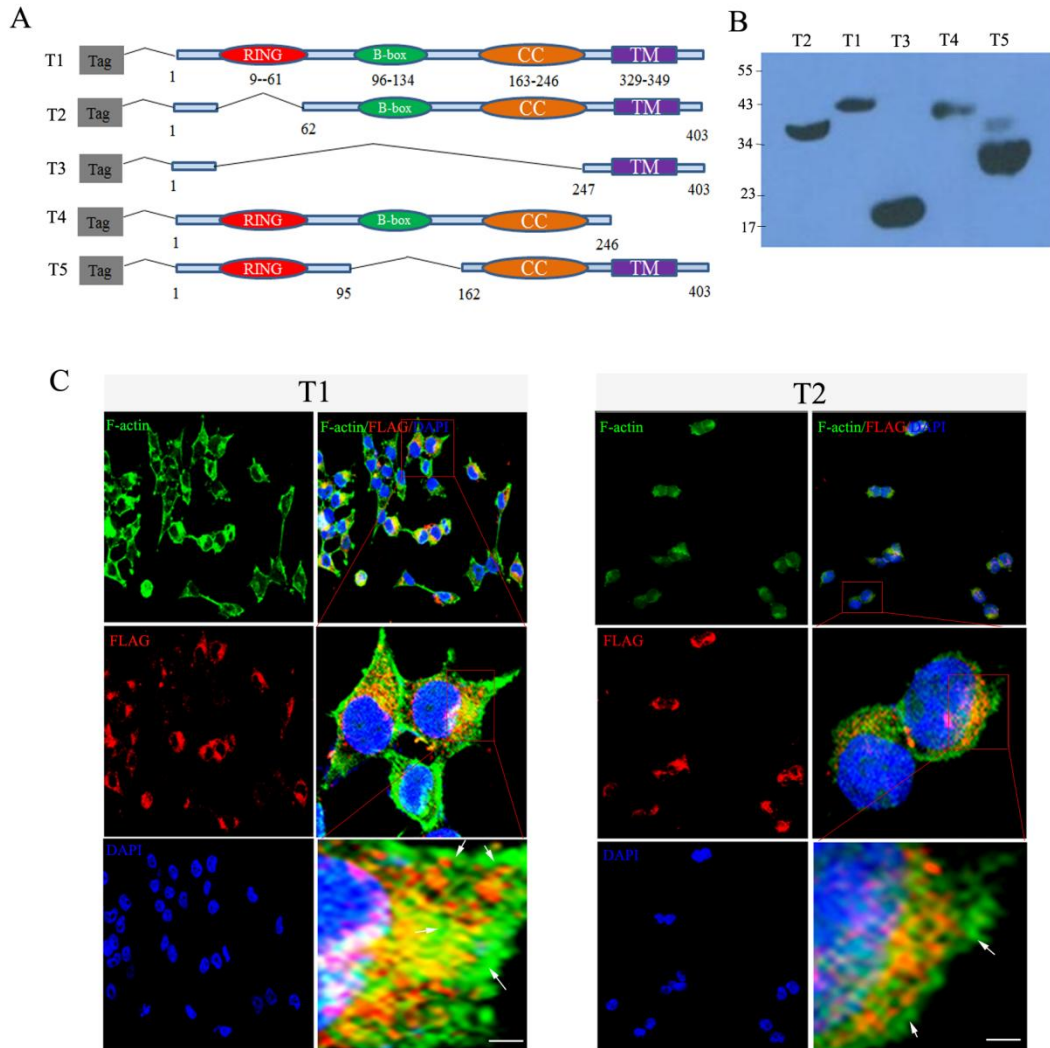 A
T1 Tag RING B-box CC TM
1 9--61 96-134 163-246 329-349
T2 Tag B-box CC TM
1 62 403
T3 Tag TM
1 247 403
T4 Tag RING B-box CC
1 246
T5 Tag RING CC TM
1 95 162 403
B
T2 T1 T3 T4 T5
55
43
34
23
17
C
T1
F-actin
F-actin/FLAG/DAPI
FLAG
DAPI
T2
F-actin
F-actin/FLAG/DAPI
FLAG
DAPI